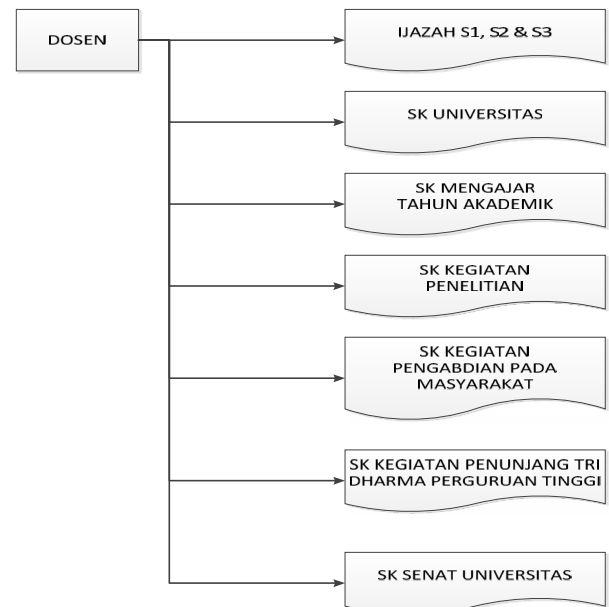 DOSEN
IJAZAH S1, S2 & S3
SK UNIVERSITAS
SK MENGAJAR
TAHUN AKADEMIK
SK KEGIATAN
PENELITIAN
SK KEGIATAN
PENGABDIAN PADA
MASYARAKAT
SK KEGIATAN PENUNJANG TRI
DHARMA PERGURUAN TINGGI
SK SENAT UNIVERSITAS